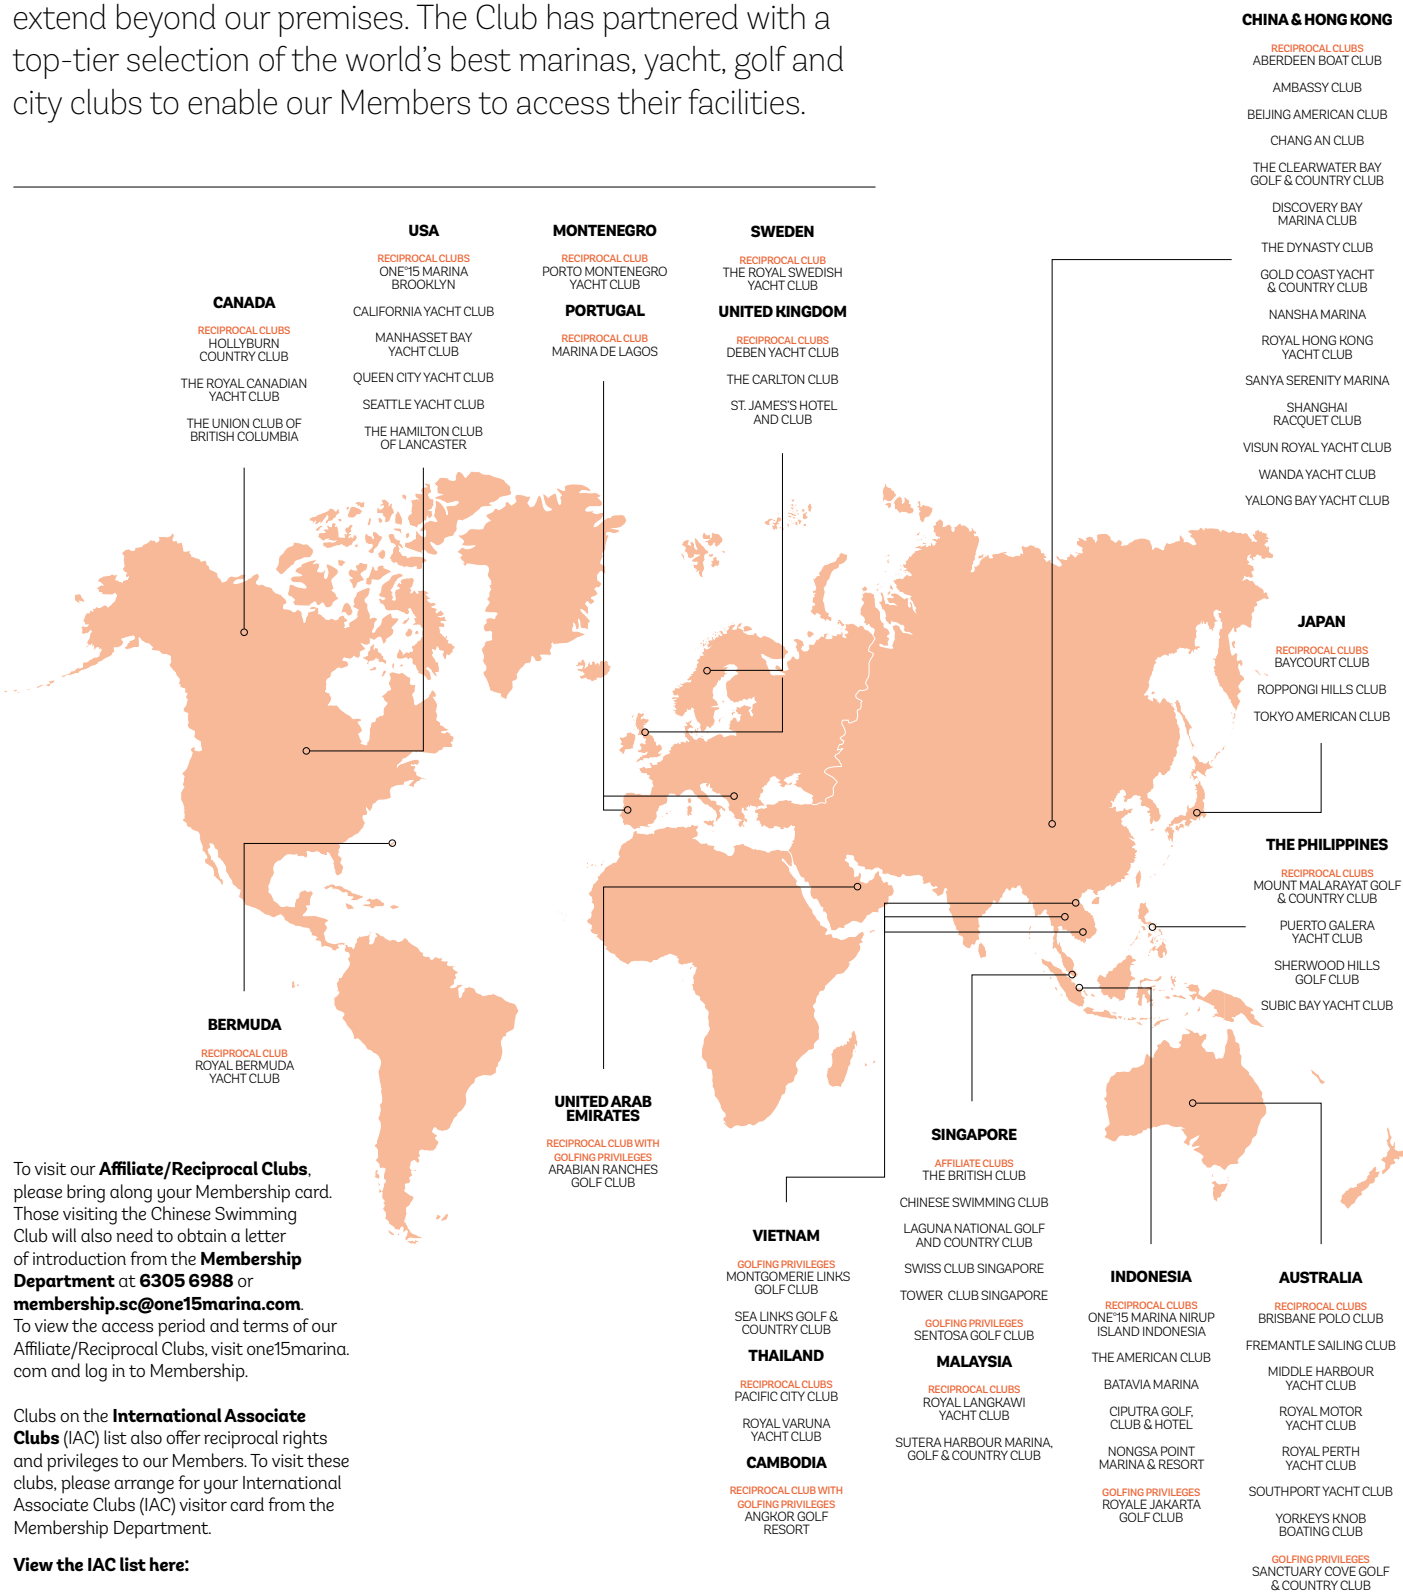 extend beyond our premises. The Club has partnered with a
top-tier selection of the world's best marinas, yacht, golf and
city clubs to enable our Members to access their facilities.
CANADA
RECIPROCAL CLUBS
HOLLYBURN
COUNTRY CLUB
THE ROYAL CANADIAN
YACHT CLUB
THE UNION CLUB OF
BRITISH COLUMBIA
USA
RECIPROCAL CLUBS
ONE°15 MARINA
BROOKLYN
CALIFORNIA YACHT CLUB
MANHASSET BAY
YACHT CLUB
QUEEN CITY YACHT CLUB
SEATTLE YACHT CLUB
THE HAMILTON CLUB
OF LANCASTER
MONTENEGRO
RECIPROCAL CLUB
PORTO MONTENEGRO
YACHT CLUB
PORTUGAL
RECIPROCAL CLUB
MARINA DE LAGOS
SWEDEN
RECIPROCAL CLUB
THE ROYAL SWEDISH
YACHT CLUB
UNITED KINGDOM
RECIPROCAL CLUBS
DEBEN YACHT CLUB
THE CARLTON CLUB
ST. JAMES'S HOTEL
AND CLUB
CHINA & HONG KONG
RECIPROCAL CLUBS
ABERDEEN BOAT CLUB
AMBASSY CLUB
BEIJING AMERICAN CLUB
CHANG AN CLUB
THE CLEARWATER BAY
GOLF & COUNTRY CLUB
DISCOVERY BAY
MARINA CLUB
THE DYNASTY CLUB
GOLD COAST YACHT
& COUNTRY CLUB
NANSHA MARINA
ROYAL HONG KONG
YACHT CLUB
SANYA SERENITY MARINA
SHANGHAI
RACQUET CLUB
VISUN ROYAL YACHT CLUB
WANDA YACHT CLUB
YALONG BAY YACHT CLUB
JAPAN
RECIPROCAL CLUBS
BAYCOURT CLUB
ROPPONGI HILLS CLUB
TOKYO AMERICAN CLUB
THE PHILIPPINES
RECIPROCAL CLUBS
MOUNT MALARAYAT GOLF
& COUNTRY CLUB
PUERTO GALERA
YACHT CLUB
SHERWOOD HILLS
GOLF CLUB
SUBIC BAY YACHT CLUB
BERMUDA
RECIPROCAL CLUB
ROYAL BERMUDA
YACHT CLUB
UNITED ARAB
EMIRATES
RECIPROCAL CLUB WITH
GOLFING PRIVILEGES
ARABIAN RANCHES
GOLF CLUB
To visit our Affiliate/Reciprocal Clubs,
please bring along your Membership card.
Those visiting the Chinese Swimming
Club will also need to obtain a letter
of introduction from the Membership
Department at 6305 6988 or
membership.sc@one15marina.com.
To view the access period and terms of our
Affiliate/Reciprocal Clubs, visit one15marina.
com and log in to Membership.
Clubs on the International Associate
Clubs (IAC) list also offer reciprocal rights
and privileges to our Members. To visit these
clubs, please arrange for your International
Associate Clubs (IAC) visitor card from the
Membership Department.
View the IAC list here:
VIETNAM
GOLFING PRIVILEGES
MONTGOMERIE LINKS
GOLF CLUB
SEA LINKS GOLF &
COUNTRY CLUB
THAILAND
RECIPROCAL CLUBS
PACIFIC CITY CLUB
ROYAL VARUNA
YACHT CLUB
CAMBODIA
RECIPROCAL CLUB WITH
GOLFING PRIVILEGES
ANGKOR GOLF
RESORT
SINGAPORE
AFFILIATE CLUBS
THE BRITISH CLUB
CHINESE SWIMMING CLUB
LAGUNA NATIONAL GOLF
AND COUNTRY CLUB
SWISS CLUB SINGAPORE
TOWER CLUB SINGAPORE
GOLFING PRIVILEGES
SENTOSA GOLF CLUB
MALAYSIA
RECIPROCAL CLUBS
ROYAL LANGKAWI
YACHT CLUB
SUTERA HARBOUR MARINA,
GOLF & COUNTRY CLUB
INDONESIA
RECIPROCAL CLUBS
ONE°15 MARINA NIRUP
ISLAND INDONESIA
THE AMERICAN CLUB
BATAVIA MARINA
CIPUTRA GOLF,
CLUB & HOTEL
NONGSA POINT
MARINA & RESORT
GOLFING PRIVILEGES
ROYALE JAKARTA
GOLF CLUB
AUSTRALIA
RECIPROCAL CLUBS
BRISBANE POLO CLUB
FREMANTLE SAILING CLUB
MIDDLE HARBOUR
YACHT CLUB
ROYAL MOTOR
YACHT CLUB
ROYAL PERTH
YACHT CLUB
SOUTHPORT YACHT CLUB
YORKEYS KNOB
BOATING CLUB
GOLFING PRIVILEGES
SANCTUARY COVE GOLF
& COUNTRY CLUB